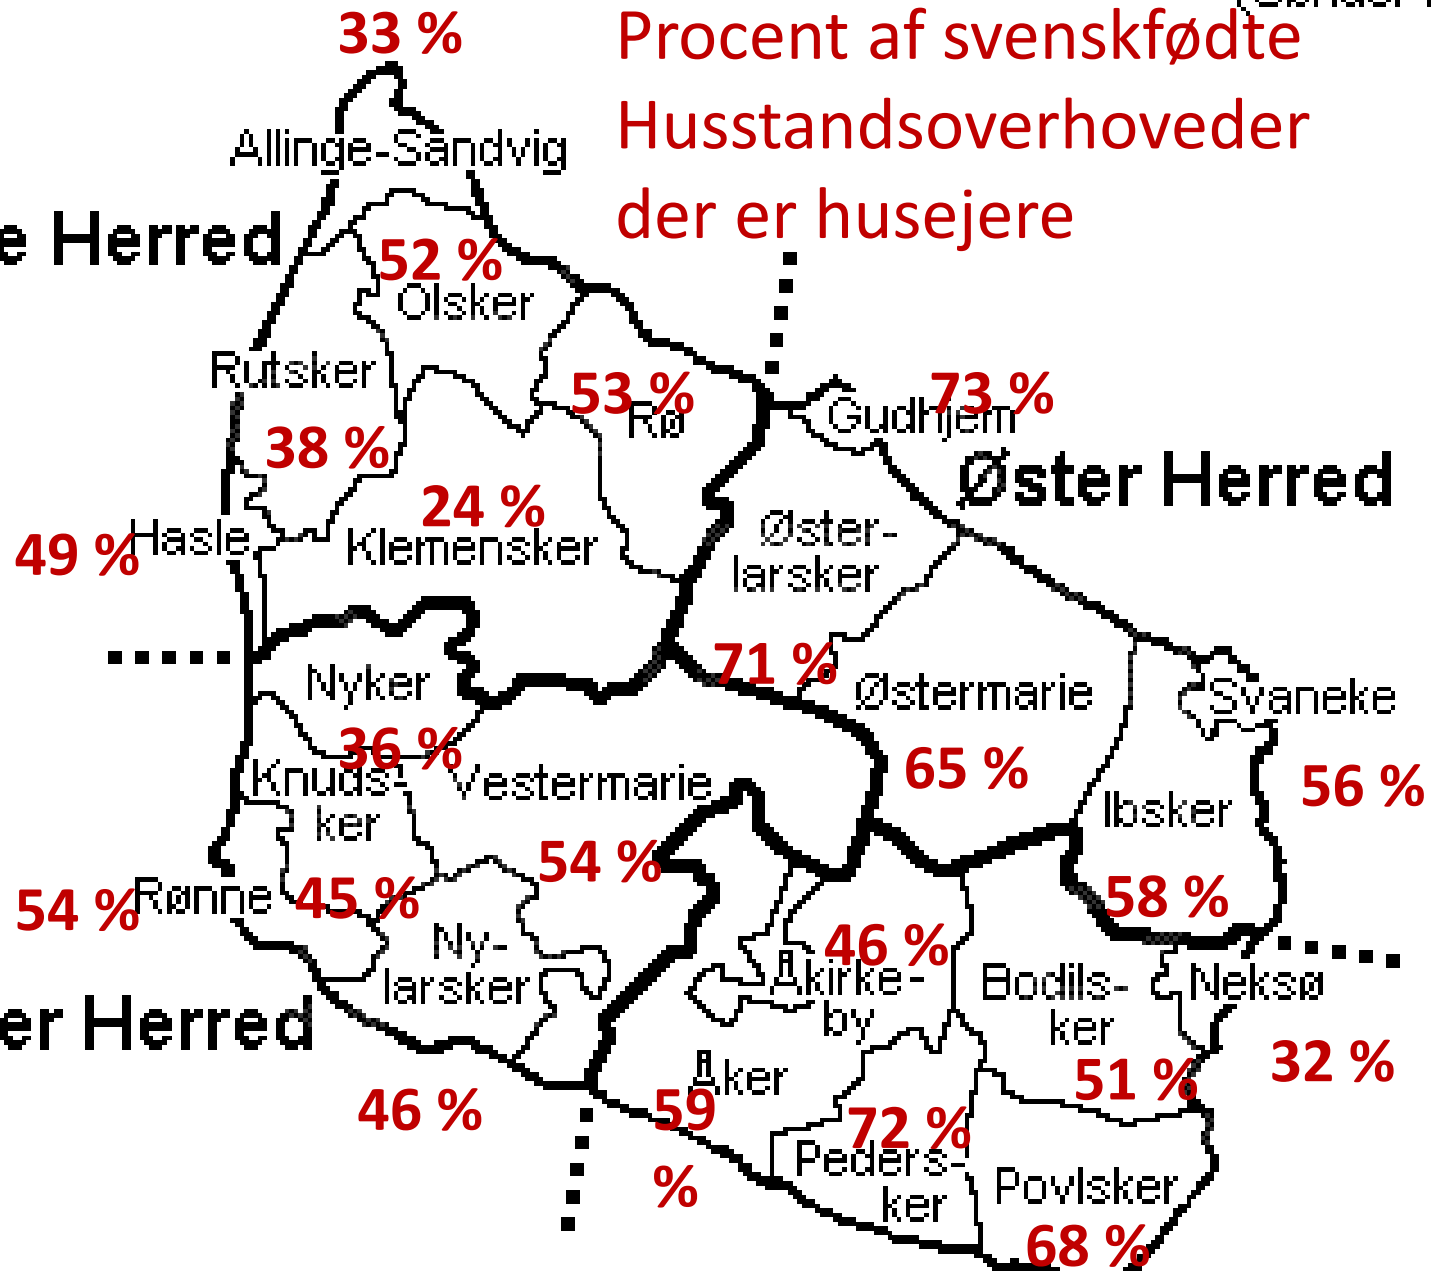 33 %
Procent af svenskfødte
Husstandsoverhoveder
der er husejere
Allinge-Sandvig
e Herred
52 %
Olsker
Rutsker
53 %
Rø
73 %
Gudhjem
38 %
Øster Herred
24 %
Klemensker
Hasle
49 %
Øster-
larsker
71 %
Nyker
Østermarie
Svaneke
36 %
Knuds-
ker
Vestermarie
65 %
56 %
Ibsker
54 %
54 %
Rønne
45 %
58 %
46 %
Ny-
larsker
Åkirke-
by
Bodils-
ker
Neksø
er Herred
Åker
51 %
32 %
46 %
59
%
72 %
Peders-
ker
Povlsker
68 %